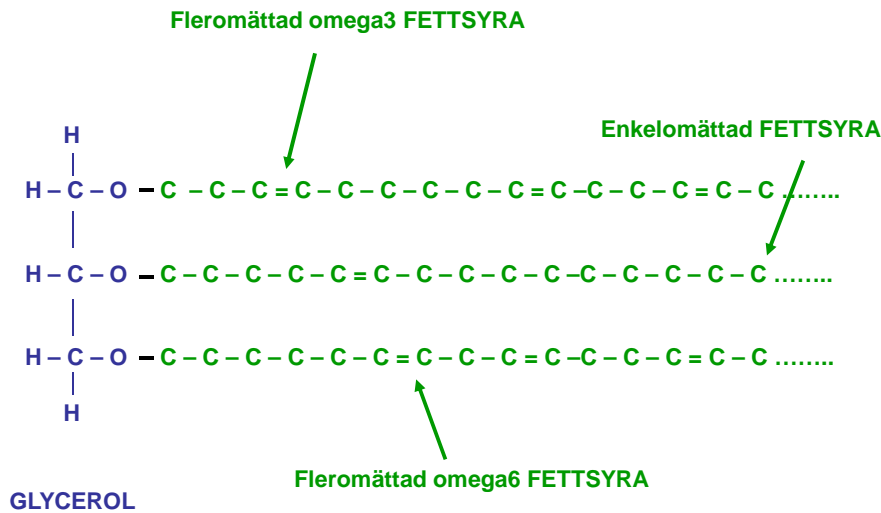 Fleromättad omega3 FETTSYRA
Enkelomättad FETTSYRA
H
H – C – O – C – C – C = C – C – C – C – C – C = C – C – C – C = C – C ........
H – C – O – C – C – C – C – C = C – C – C – C – C –C – C – C – C – C ........
H – C – O – C – C – C – C – C – C = C – C – C = C –C – C – C = C – C ........
H
Fleromättad omega6 FETTSYRA
GLYCEROL